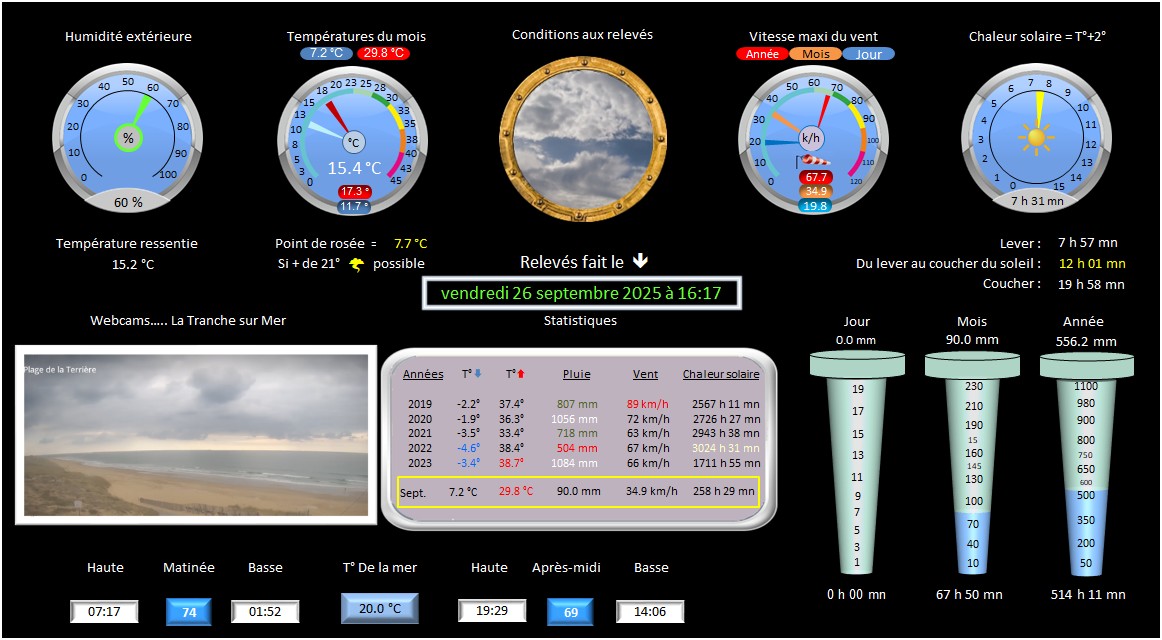 Humidité extérieure
Températures du mois
7.2 °C 29.8 °C
Conditions aux relevés
Vitesse maxi du vent
Année Mois Jour
Chaleur solaire = T°+2°
0 10 20 30 40 50 60 70 80 90 100
%
60 %
0 3 5 8 10 13 15 18 20 23 25 28 30 33 35 38 40 43 45
°C
15.4 °C
17.3 °
11.7 °
0 10 20 30 40 50 60 70 80 90 100 110 120
k/h
67.7
34.9
19.8
0 1 2 3 4 5 6 7 8 9 10 11 12 13 14 15
7 h 31 mn
Température ressentie
15.2 °C
Point de rosée = 7.7 °C
Si + de 21° possible
Relevés fait le
vendredi 26 septembre 2025 à 16:17
Lever : 7 h 57 mn
Du lever au coucher du soleil : 12 h 01 mn
Coucher : 19 h 58 mn
Webcams….. La Tranche sur Mer
Plage de la Terrière
Statistiques
Années T° T° Pluie Vent Chaleur solaire
2019 -2.2° 37.4° 807 mm 89 km/h 2567 h 11 mn
2020 -1.9° 36.3° 1056 mm 72 km/h 2726 h 27 mn
2021 -3.5° 33.4° 718 mm 63 km/h 2943 h 38 mn
2022 -4.6° 38.4° 504 mm 67 km/h 3024 h 31 mn
2023 -3.4° 38.7° 1084 mm 66 km/h 1711 h 55 mn
Sept. 7.2 °C 29.8 °C 90.0 mm 34.9 km/h 258 h 29 mn
Jour
0.0 mm
19
17
15
13
11
9
7
5
3
1
0 h 00 mn
Mois
90.0 mm
230
210
190
15
160
145
130
100
70
40
10
67 h 50 mn
Année
556.2 mm
1100
980
900
800
750
650
600
500
350
200
50
514 h 11 mn
Haute Matinée Basse
07:17 74 01:52
T° De la mer
20.0 °C
Haute Après-midi Basse
19:29 69 14:06